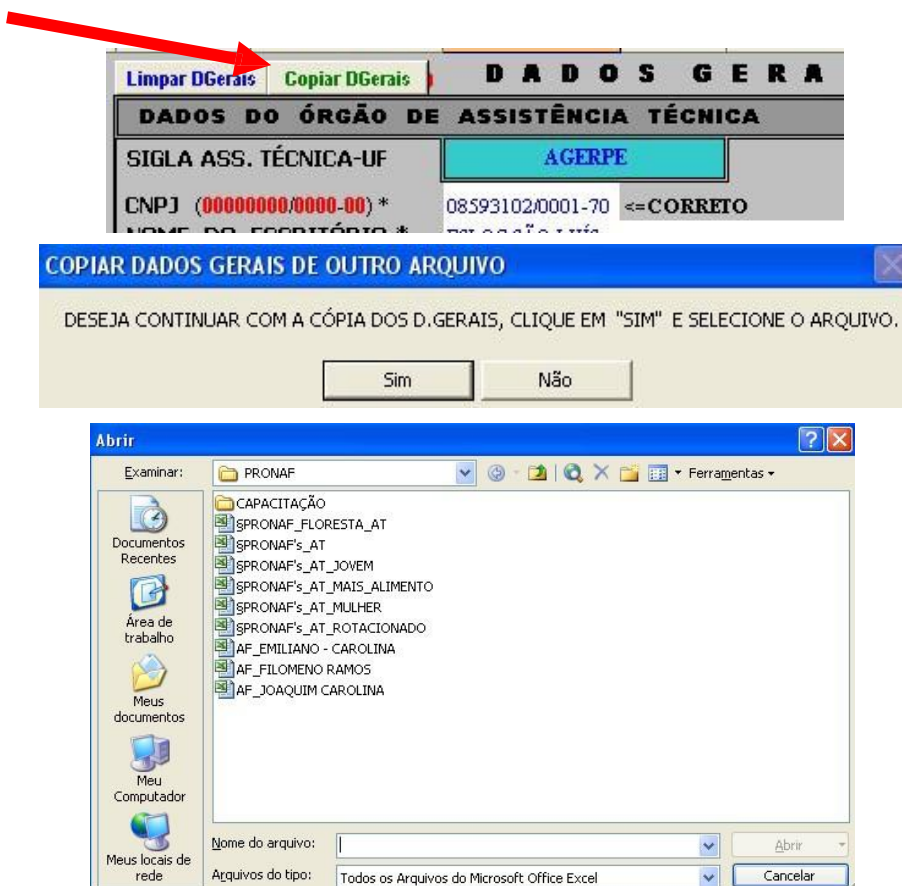 Limpar DGerais Copiar DGerais D A D O S G E R A
DADOS DO ÓRGÃO DE ASSISTÊNCIA TÉCNICA
SIGLA ASS. TÉCNICA-UF AGERPE
CNPJ (00000000/0000-00) * 08593102/0001-70 <=CORRETO
COPIAR DADOS GERAIS DE OUTRO ARQUIVO
DESEJA CONTINUAR COM A CÓPIA DOS D.GERAIS, CLIQUE EM "SIM" E SELECIONE O ARQUIVO.
Sim Não
Abrir
Examinar: PRONAF Ferramentas
CAPACITAÇÃO
§PRONAF_FLORESTA_AT
§PRONAF's_AT
§PRONAF's_AT_JOVEM
§PRONAF's_AT_MAIS_ALIMENTO
§PRONAF's_AT_MULHER
§PRONAF's_AT_ROTACIONADO
AF_EMILIANO - CAROLINA
AF_FILOMENO RAMOS
AF_JOAQUIM CAROLINA
Documentos
Recentes
Área de
trabalho
Meus
documentos
Meu
Computador
Meus locais de
rede
Nome do arquivo: Abrir
Arquivos do tipo: Todos os Arquivos do Microsoft Office Excel Cancelar